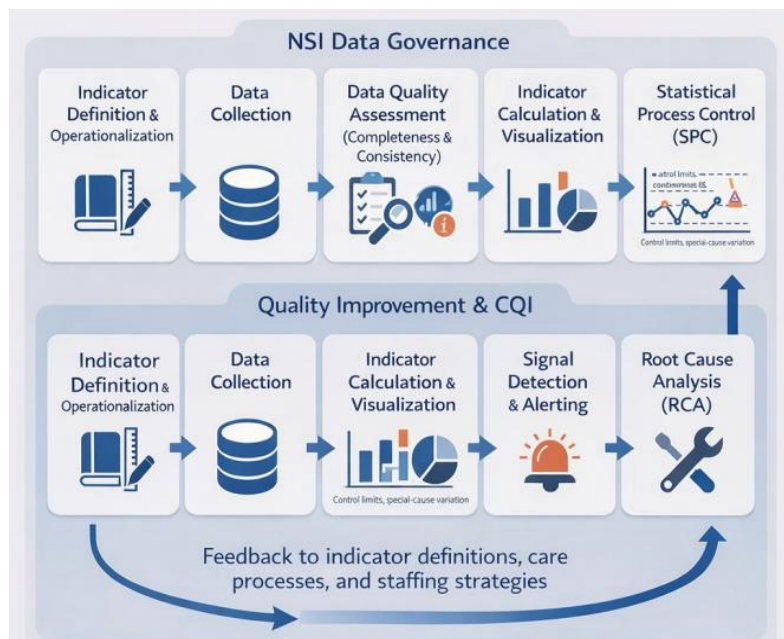 NSI Data Governance
Indicator
Definition &
Operationalization
Data
Collection
Data Quality
Assessment
(Completeness &
Consistency)
Indicator
Calculation &
Visualization
Statistical
Process Control
(SPC)
limits,
Control limits, special-cause variation
Quality Improvement & CQI
Indicator
Definition &
Operationalization
Data
Collection
Indicator
Calculation &
Visualization
Control limits, special-cause variation
Signal
Detection
& Alerting
Root Cause
Analysis
(RCA)
Feedback to indicator definitions, care
processes, and staffing strategies